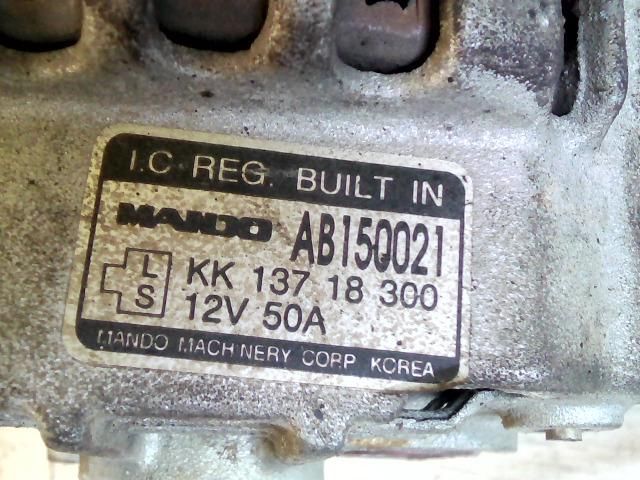 I.C REG. BUILT IN
MANDO AB150021
L KK 137 18 300
S 12V 50A
MANDO MACHINERY CORP KOREA